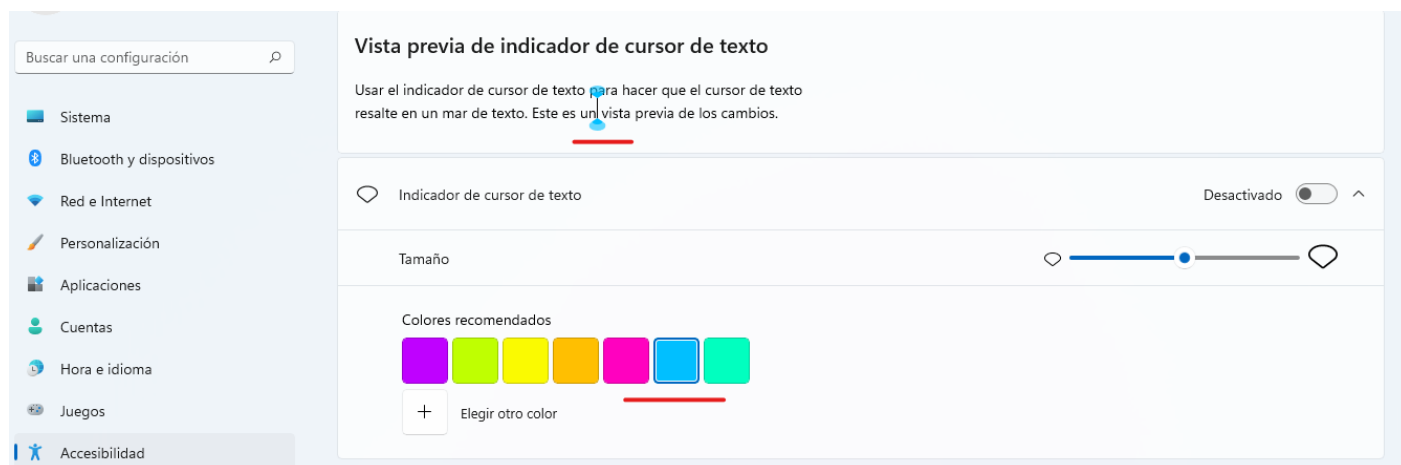 Buscar una configuración
Sistema
Bluetooth y dispositivos
Red e Internet
Personalización
Aplicaciones
Cuentas
Hora e idioma
Juegos
Accesibilidad
Vista previa de indicador de cursor de texto
Usar el indicador de cursor de texto para hacer que el cursor de texto
resalte en un mar de texto. Este es un vista previa de los cambios.
Indicador de cursor de texto
Desactivado
Tamaño
Colores recomendados
Elegir otro color